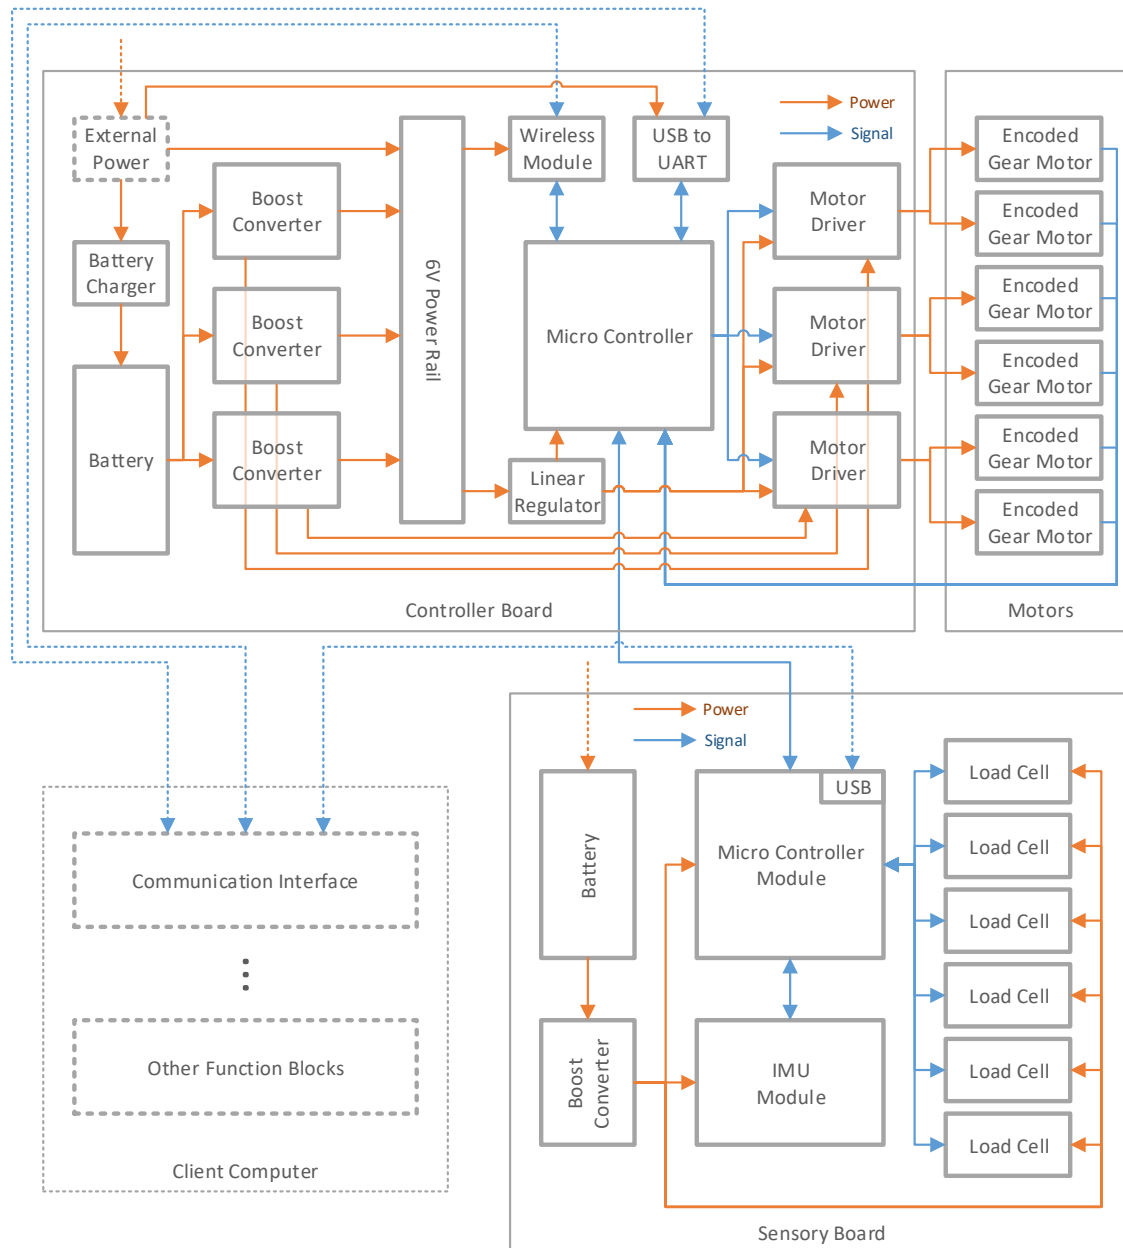 Power
Signal
External
Power
Wireless
Module
USB to
UART
Encoded
Gear Motor
Boost
Converter
Motor
Driver
Encoded
Gear Motor
Battery
Charger
6V Power Rail
Micro Controller
Encoded
Gear Motor
Boost
Converter
Motor
Driver
Encoded
Gear Motor
Battery
Boost
Converter
Linear
Regulator
Motor
Driver
Encoded
Gear Motor
Encoded
Gear Motor
Controller Board
Motors
Power
Signal
USB
Load Cell
Battery
Micro Controller
Module
Load Cell
Load Cell
Load Cell
Boost
Converter
IMU
Module
Load Cell
Load Cell
Sensory Board
Communication Interface
Other Function Blocks
Client Computer